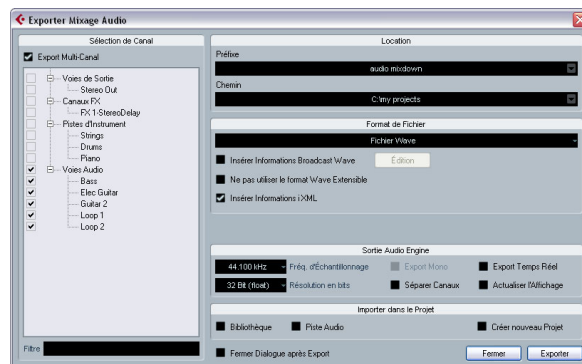 Exporter Mixage Audio
Sélection de Canal
Export Multi-Canal
Voies de Sortie
Stereo Out
Canaux FX
FX 1-StereoDelay
Pistes d'Instrument
Strings
Drums
Piano
Voies Audio
Bass
Elec Guitar
Guitar 2
Loop 1
Loop 2
Filtre
Location
Préfixe
audio mixdown
Chemin
C:\my projects
Format de Fichier
Fichier Wave
Insérer Informations Broadcast Wave
Édition
Ne pas utiliser le format Wave Extensible
Insérer Informations iXML
Sortie Audio Engine
44.100 kHz Fréq. d'Échantillonnage Export Mono Export Temps Réel
32 Bit (float) Résolution en bits Séparer Canaux Actualiser l'Affichage
Importer dans le Projet
Bibliothèque Piste Audio Créer nouveau Projet
Fermer Dialogue après Export Fermer Exporter